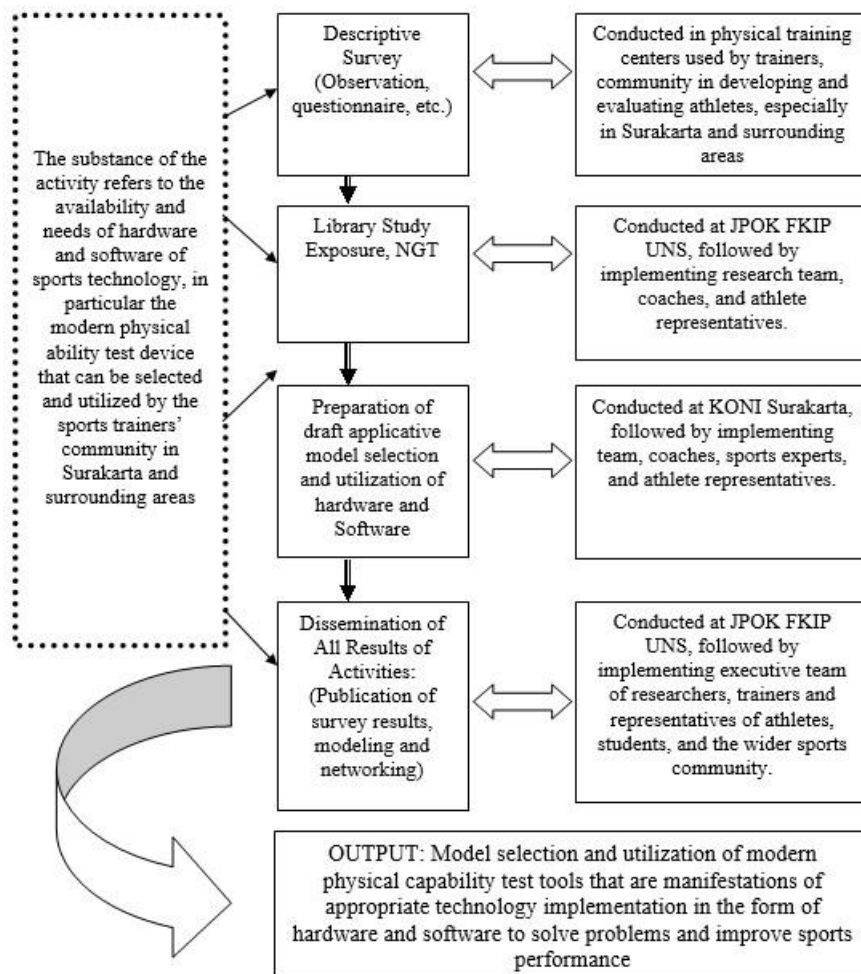 The substance of the
activity refers to the
availability and
needs of hardware
and software of
sports technology, in
particular the
modern physical
ability test device
that can be selected
and utilized by the
sports trainers’
community in
Surakarta and
surrounding areas
Descriptive
Survey
(Observation,
questionnaire, etc.)
Conducted in physical training
centers used by trainers,
community in developing and
evaluating athletes, especially
in Surakarta and surrounding
areas
Library Study
Exposure, NGT
Conducted at JPOK FKIP
UNS, followed by
implementing research team,
coaches, and athlete
representatives.
Preparation of
draft applicative
model selection
and utilization of
hardware and
Software
Conducted at KONI Surakarta,
followed by implementing
team, coaches, sports experts,
and athlete representatives.
Dissemination of
All Results of
Activities:
(Publication of
survey results,
modeling and
networking)
Conducted at JPOK FKIP
UNS, followed by
implementing executive team
of researchers, trainers and
representatives of athletes,
students, and the wider sports
community.
OUTPUT: Model selection and utilization of modern
physical capability test tools that are manifestations of
appropriate technology implementation in the form of
hardware and software to solve problems and improve sports
performance